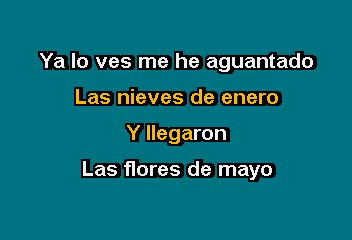 Ya lo ves me he aguantado
Las nieves de enero
Y llegaron
Las flores de mayo